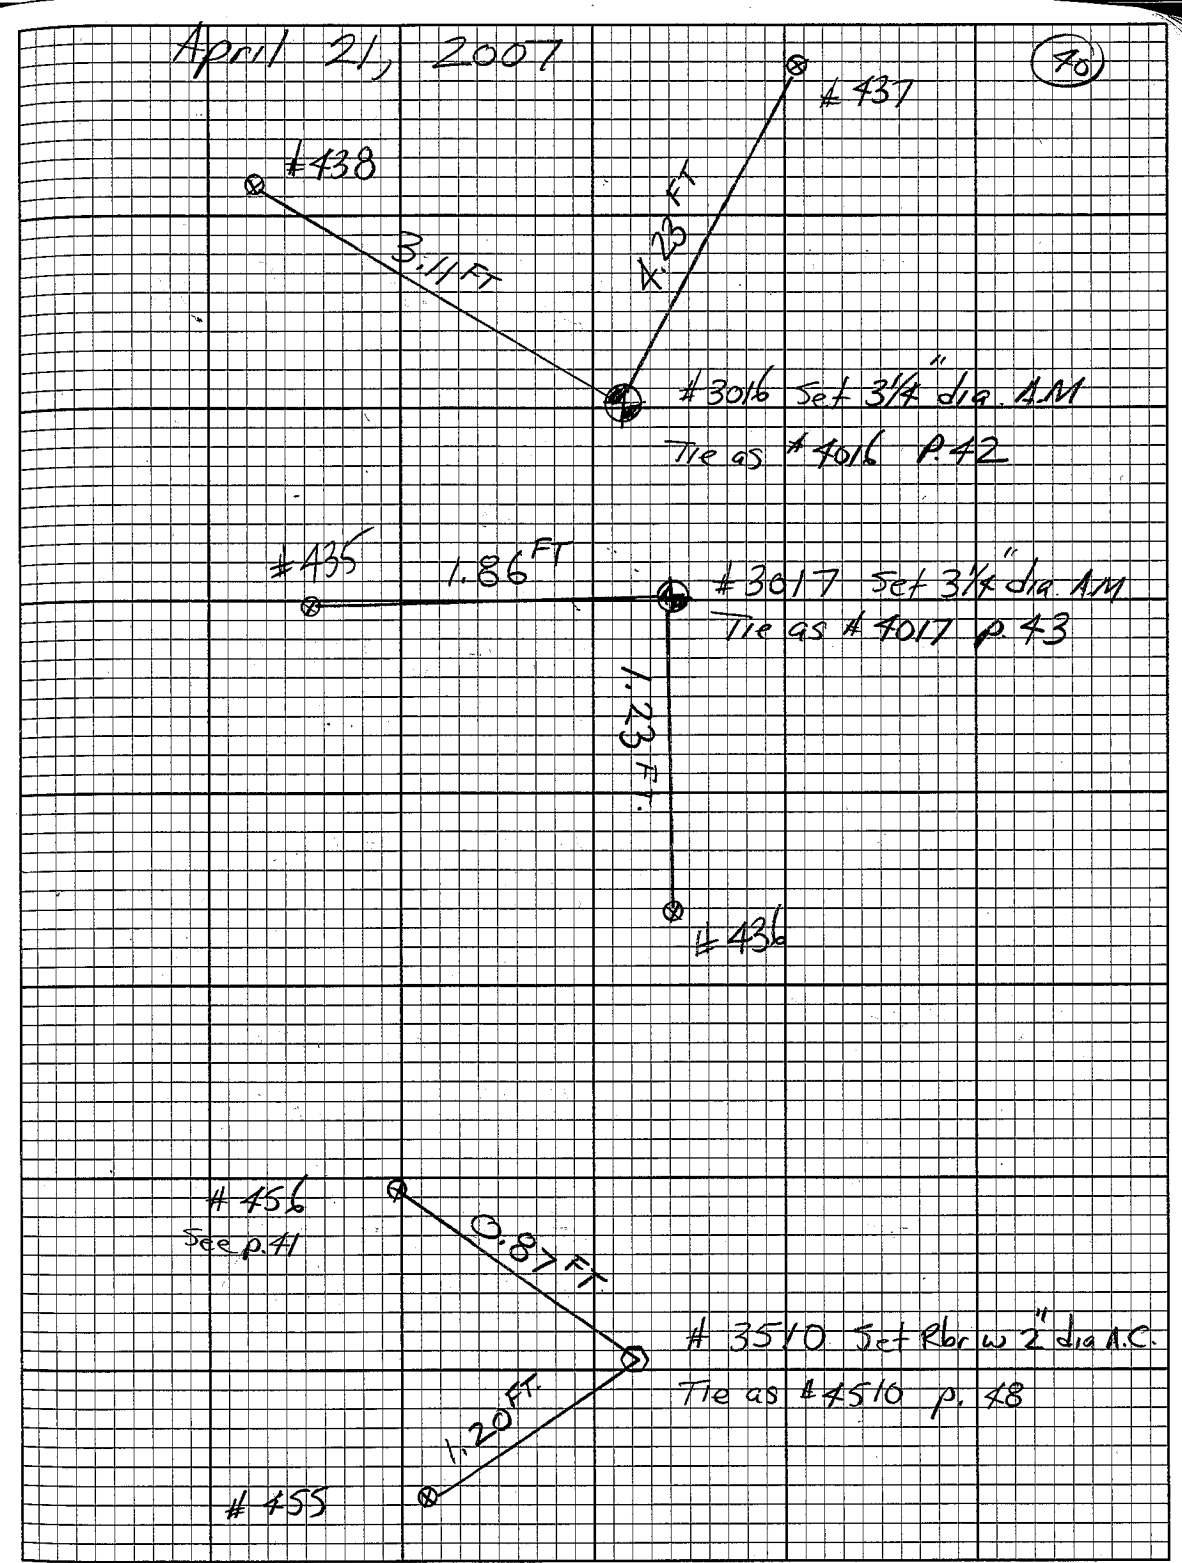 April 21, 2007
40
#437
#438
3.11 FT
4.23 FT
#3016 Set 3 1/4" dia. A.M
Tie as #4016 P.42
#435
1.86 FT
#3017 Set 3 1/4" dia. A.M
Tie as #4017 p. 43
1.23 FT.
#436
#456
See p.41
0.87 FT.
#3510 Set Rbr w 2" dia A.C.
Tie as #4510 p. 48
1.20 FT.
#455